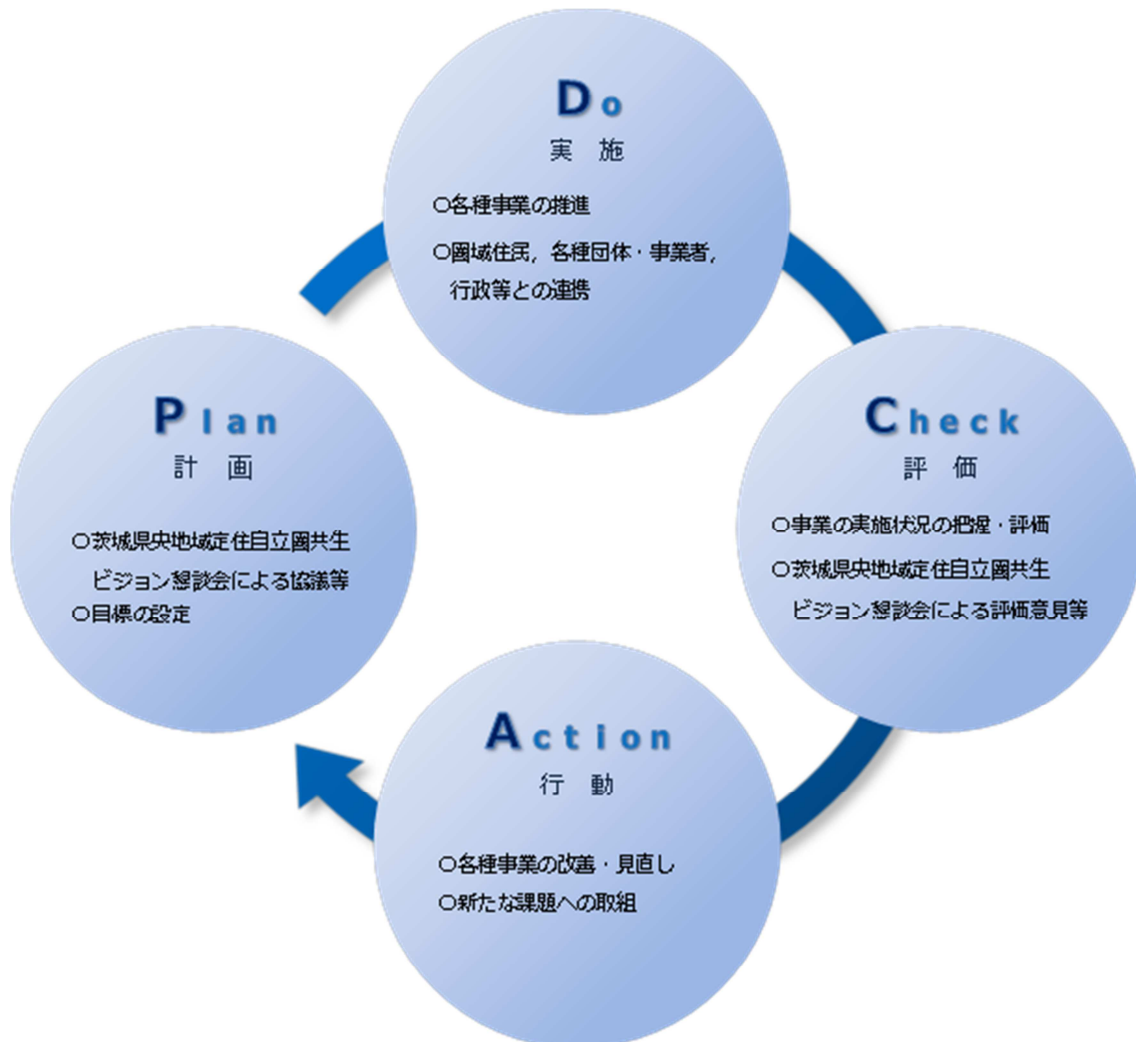 Do
実 施
○各種事業の推進
○圏域住民，各種団体・事業者，
行政等との連携
Plan
計 画
○茨城県央地域定住自立圏共生
ビジョン懇談会による協議等
○目標の設定
Check
評 価
○事業の実施状況の把握・評価
○茨城県央地域定住自立圏共生
ビジョン懇談会による評価意見等
Action
行 動
○各種事業の改善・見直し
○新たな課題への取組